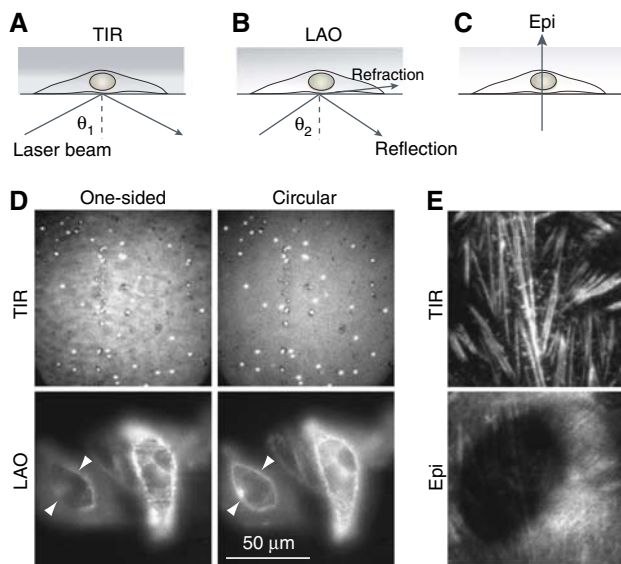 A
TIR
θ1
Laser beam
B
LAO
Refraction
θ2
Reflection
C
Epi
D
One-sided
Circular
TIR
LAO
50 µm
E
TIR
Epi